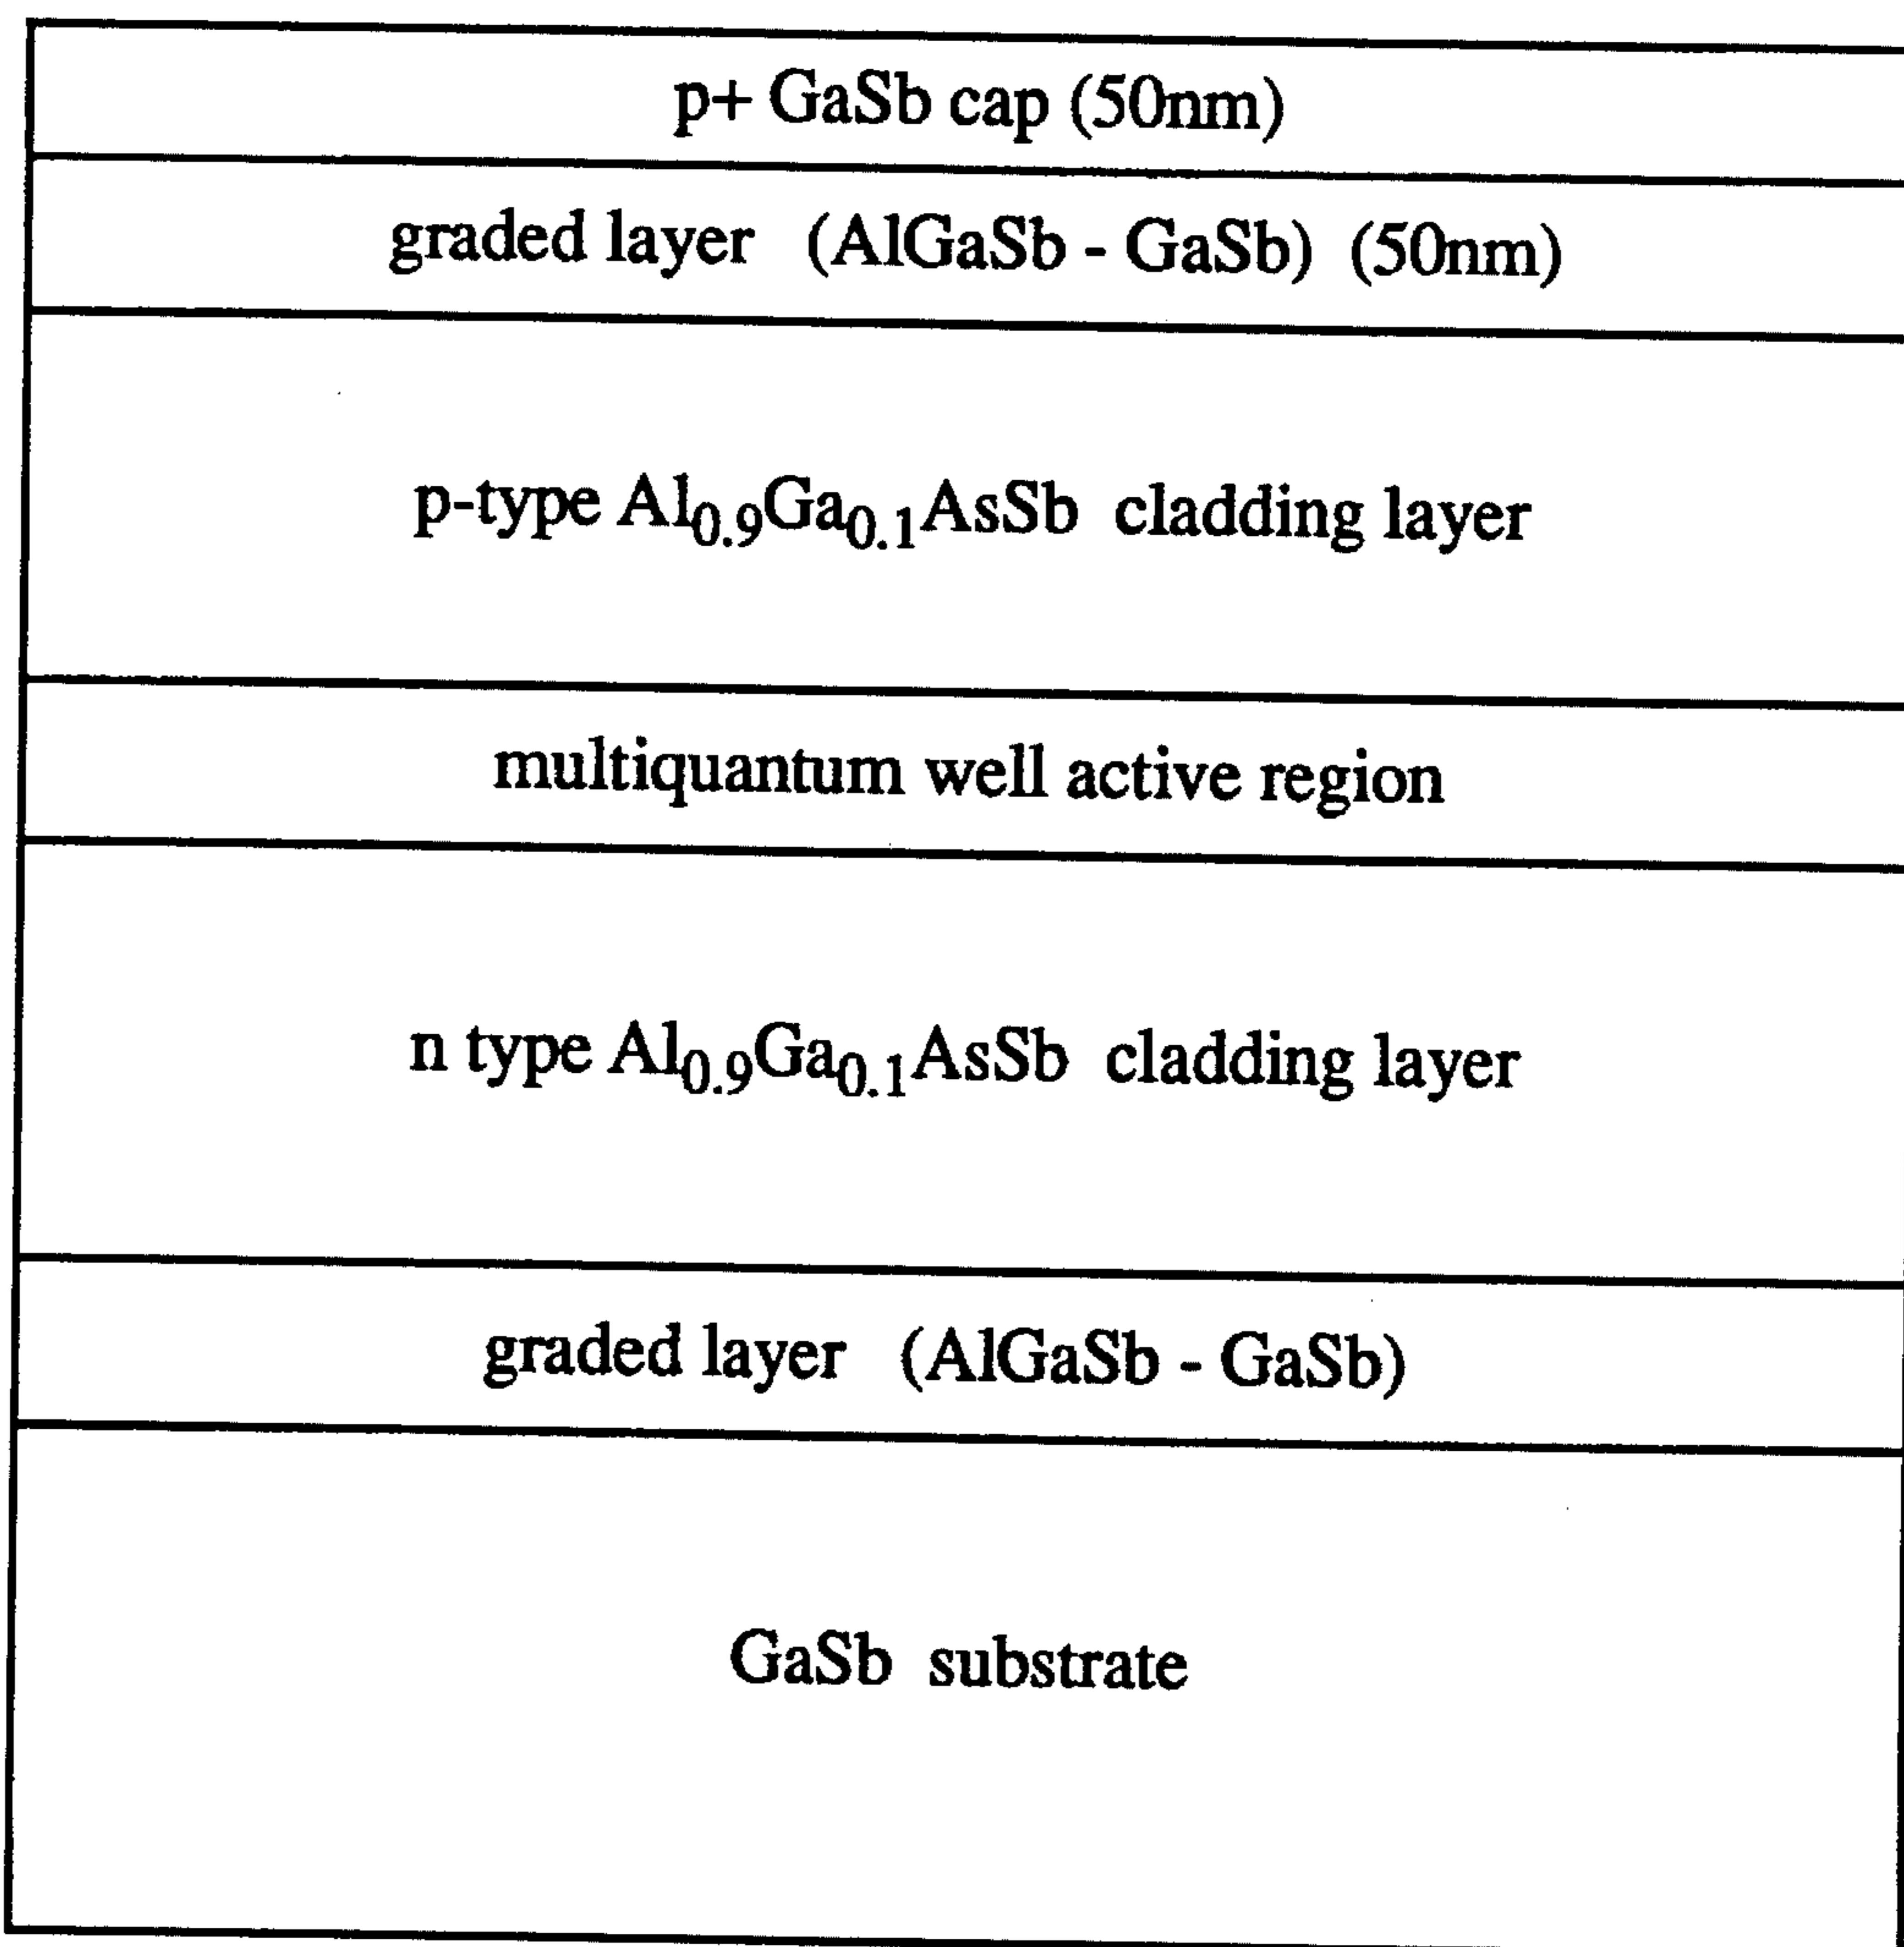 p+ GaSb cap (50nm)
graded layer (AlGaSb - GaSb) (50nm)
p-type Al₀.₉Ga₀.₁AsSb cladding layer
multiquantum well active region
n type Al₀.₉Ga₀.₁AsSb cladding layer
graded layer (AlGaSb - GaSb)
GaSb substrate